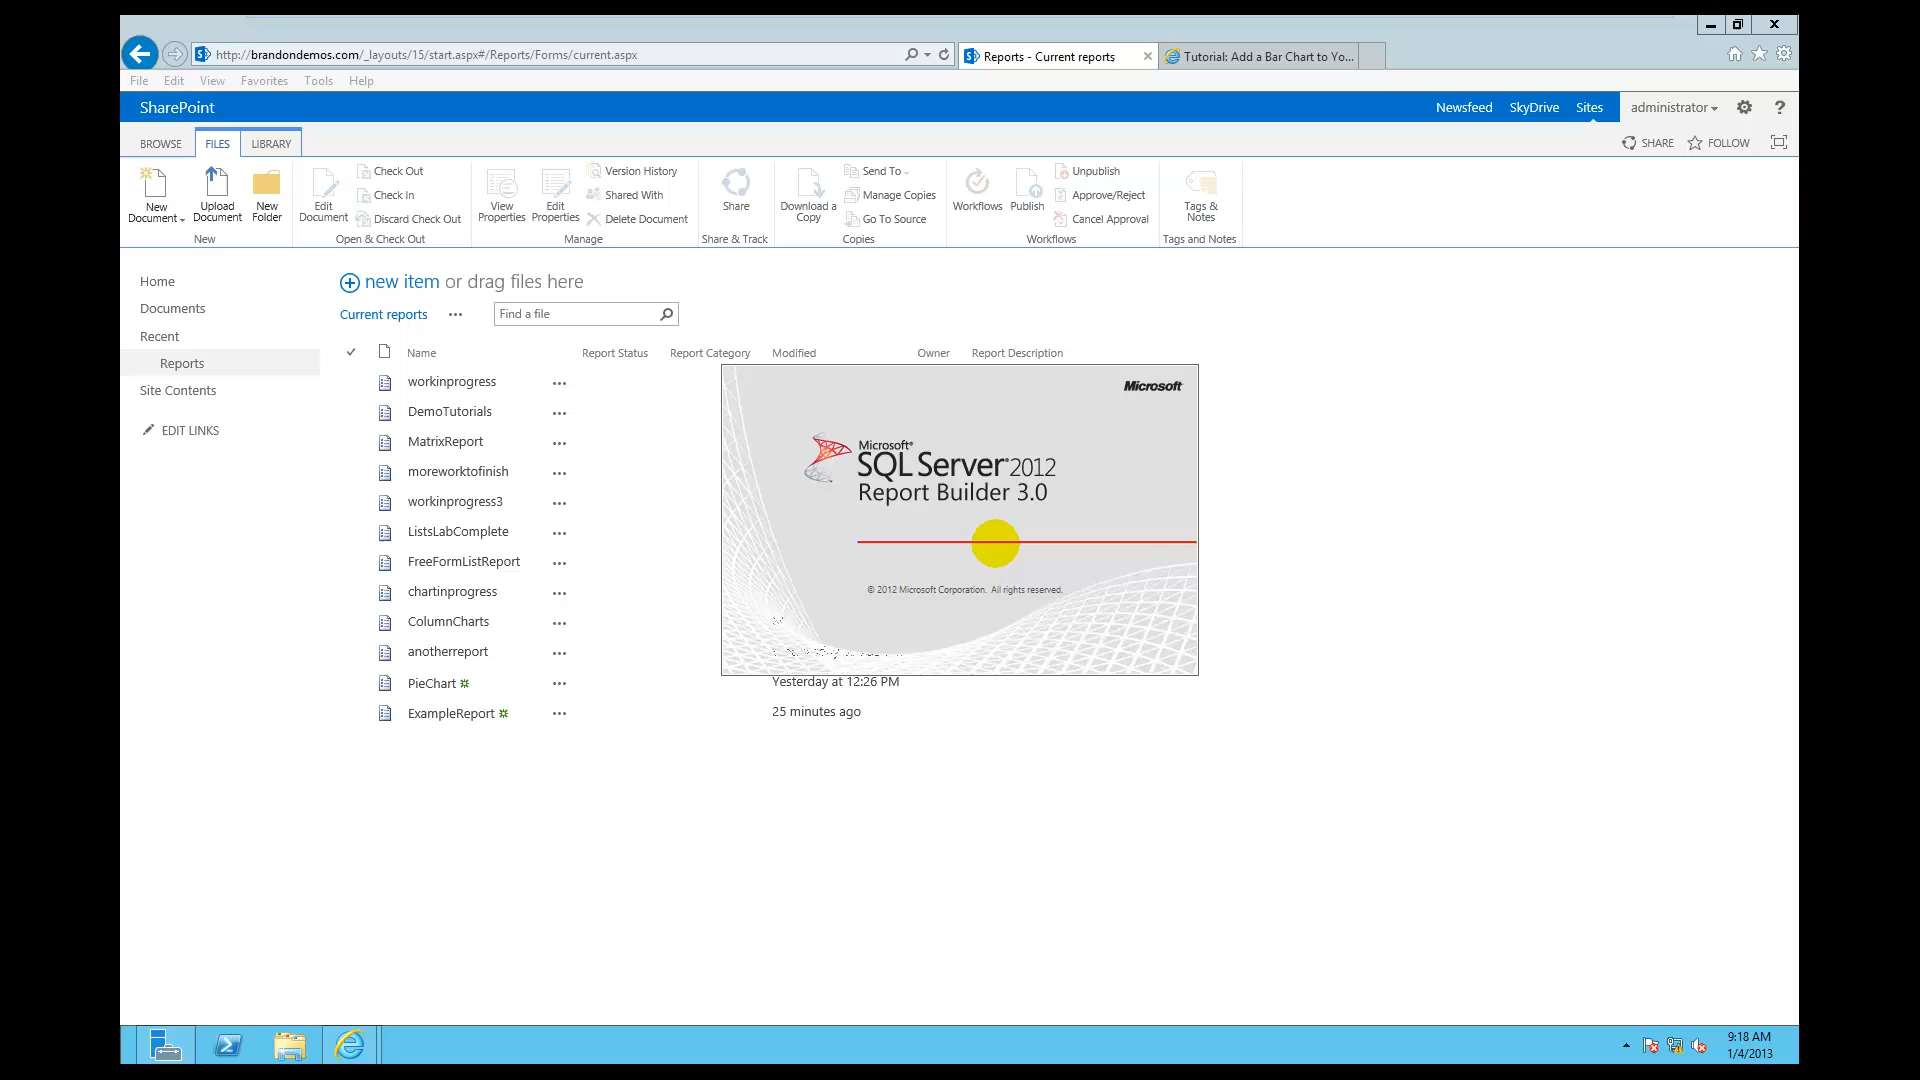 http://brandondemos.com/_layouts/15/start.aspx#/Reports/Forms/current.aspx
Reports - Current reports
Tutorial: Add a Bar Chart to Yo...
File Edit View Favorites Tools Help
SharePoint
Newsfeed SkyDrive Sites administrator ?
BROWSE FILES LIBRARY
SHARE FOLLOW
New Document
Upload Document
New Folder
New
Edit Document
Check Out
Check In
Discard Check Out
Open & Check Out
View Properties
Edit Properties
Version History
Shared With
Delete Document
Manage
Share
Share & Track
Download a Copy
Send To
Manage Copies
Go To Source
Copies
Workflows
Publish
Unpublish
Approve/Reject
Cancel Approval
Workflows
Tags & Notes
Tags and Notes
Home
Documents
Recent
Reports
Site Contents
EDIT LINKS
new item or drag files here
Current reports ... Find a file
Name Report Status Report Category Modified Owner Report Description
workinprogress ...
DemoTutorials ...
MatrixReport ...
moreworktofinish ...
workinprogress3 ...
ListsLabComplete ...
FreeFormListReport ...
chartinprogress ...
ColumnCharts ...
anotherreport ...
PieChart ... Yesterday at 12:26 PM
ExampleReport ... 25 minutes ago
Microsoft
Microsoft®
SQL Server® 2012
Report Builder 3.0
© 2012 Microsoft Corporation. All rights reserved.
9:18 AM
1/4/2013